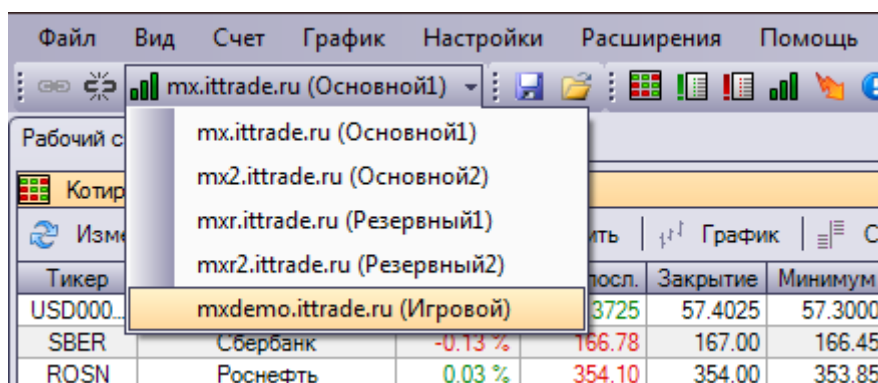 Файл Вид Счет График Настройки Расширения Помощь
mx.ittrade.ru (Основной1)
Рабочий с
mx.ittrade.ru (Основной1)
mx2.ittrade.ru (Основной2)
mxr.ittrade.ru (Резервный1)
mxr2.ittrade.ru (Резервный2)
mxdemo.ittrade.ru (Игровой)
Котир
Изме ить График С
Тикер посл. Закрытие Минимум
USD000... 3725 57.4025 57.3000
SBER Сбербанк -0.13 % 166.78 167.00 166.45
ROSN Роснефть 0.03 % 354.10 354.00 353.85